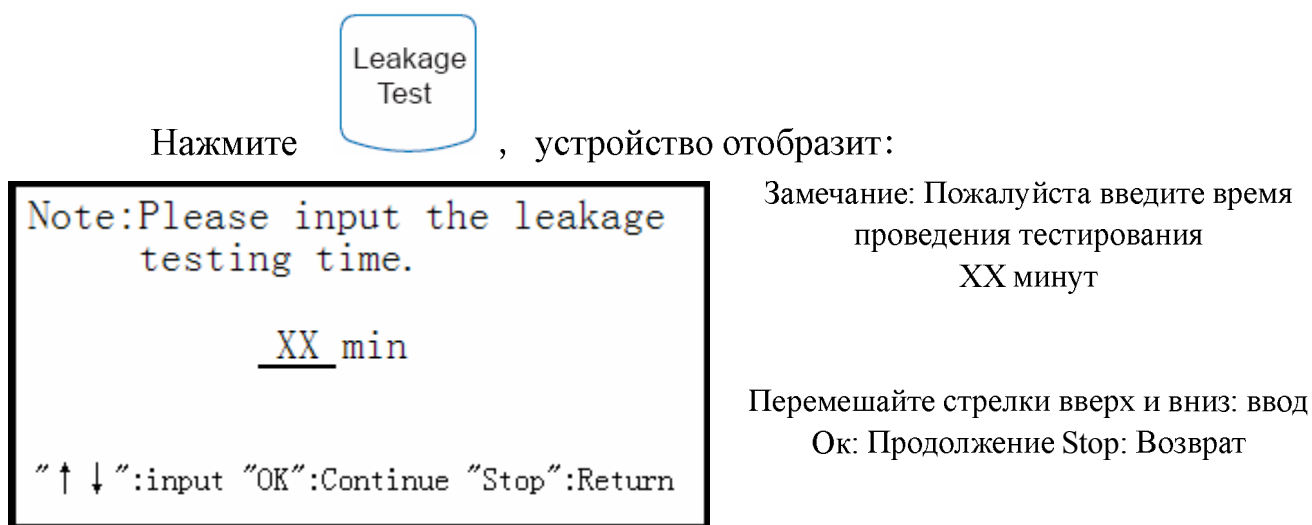 Leakage
Test
Нажмите , устройство отобразит:
Note:Please input the leakage
testing time.
XX min
"↑ ↓":input "OK":Continue "Stop":Return
Замечание: Пожалуйста введите время
проведения тестирования
XX минут
Перемешайте стрелки вверх и вниз: ввод
Ок: Продолжение Stop: Возврат